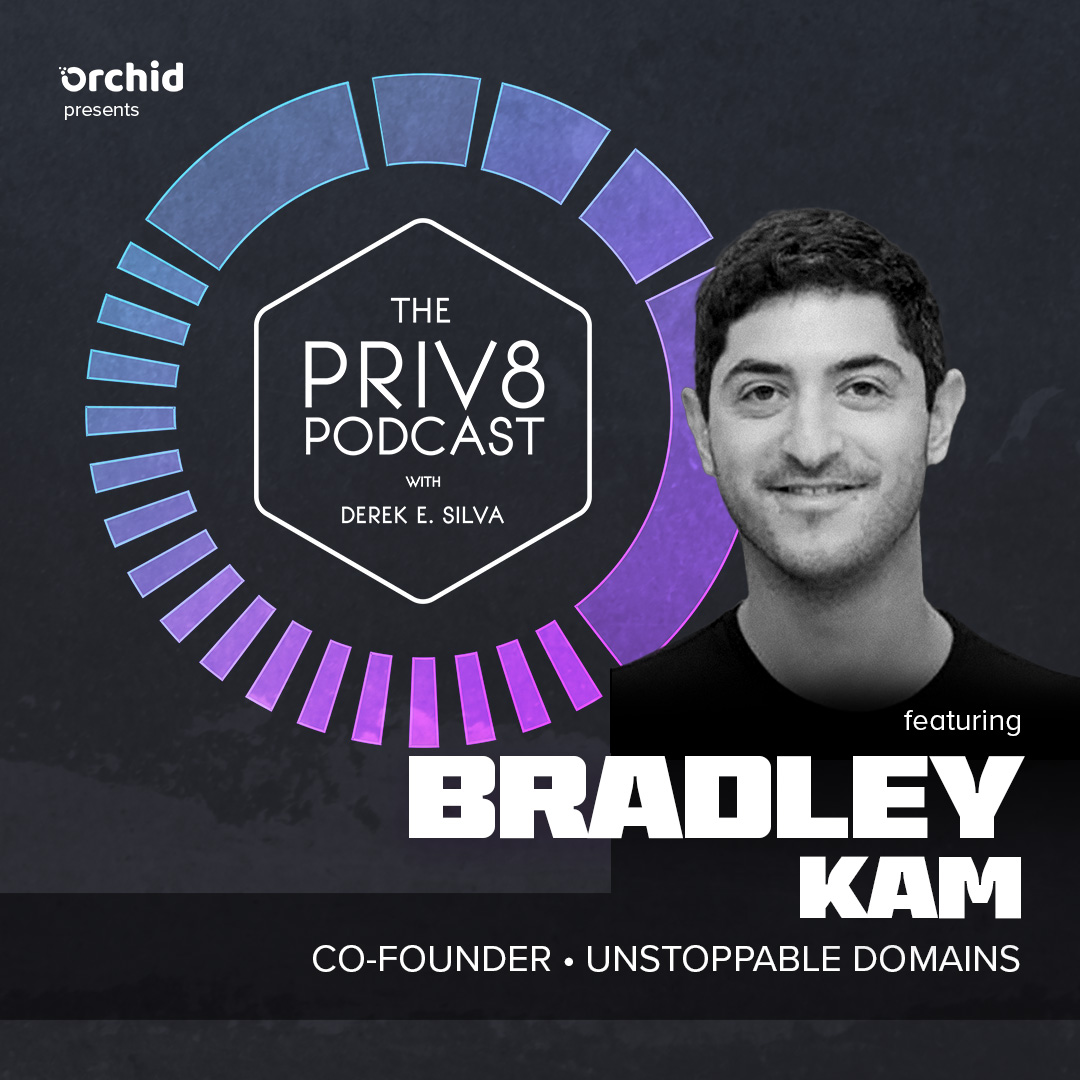 Orchid
presents
THE
PRIV8
PODCAST
WITH
DEREK E. SILVA
featuring
BRADLEY
KAM
CO-FOUNDER • UNSTOPPABLE DOMAINS